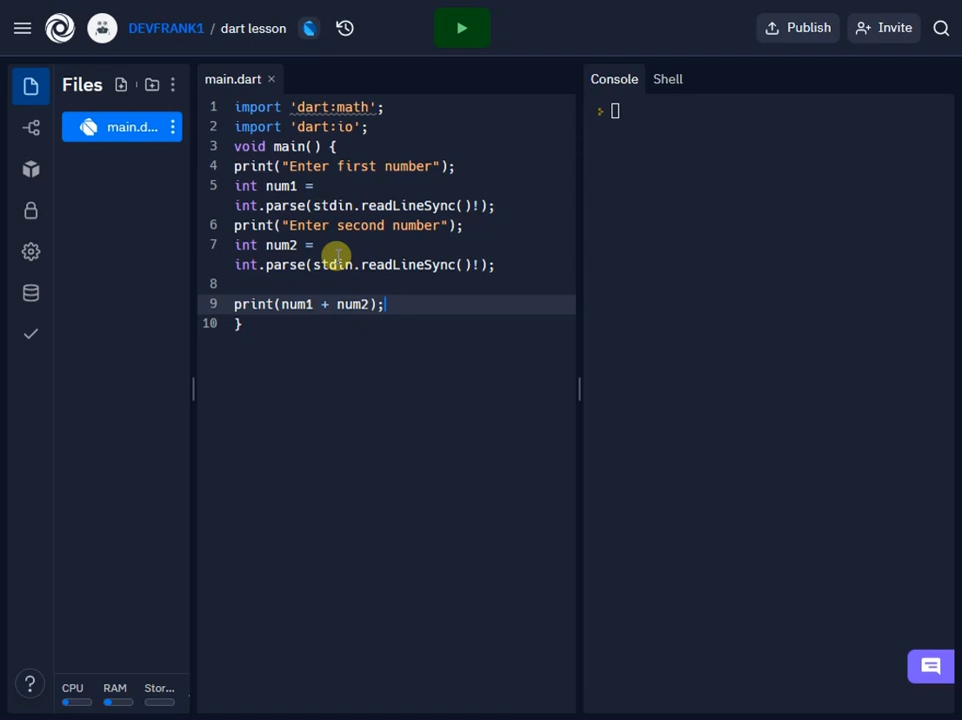 DEVFRANK1 / dart lesson
Publish
Invite
Files
main.d...
main.dart ×
1 import 'dart:math';
2 import 'dart:io';
3 void main() {
4 print("Enter first number");
5 int num1 =
int.parse(stdin.readLineSync()!);
6 print("Enter second number");
7 int num2 =
int.parse(stdin.readLineSync()!);
8
9 print(num1 + num2);
10 }
Console Shell
CPU RAM Stor...
?